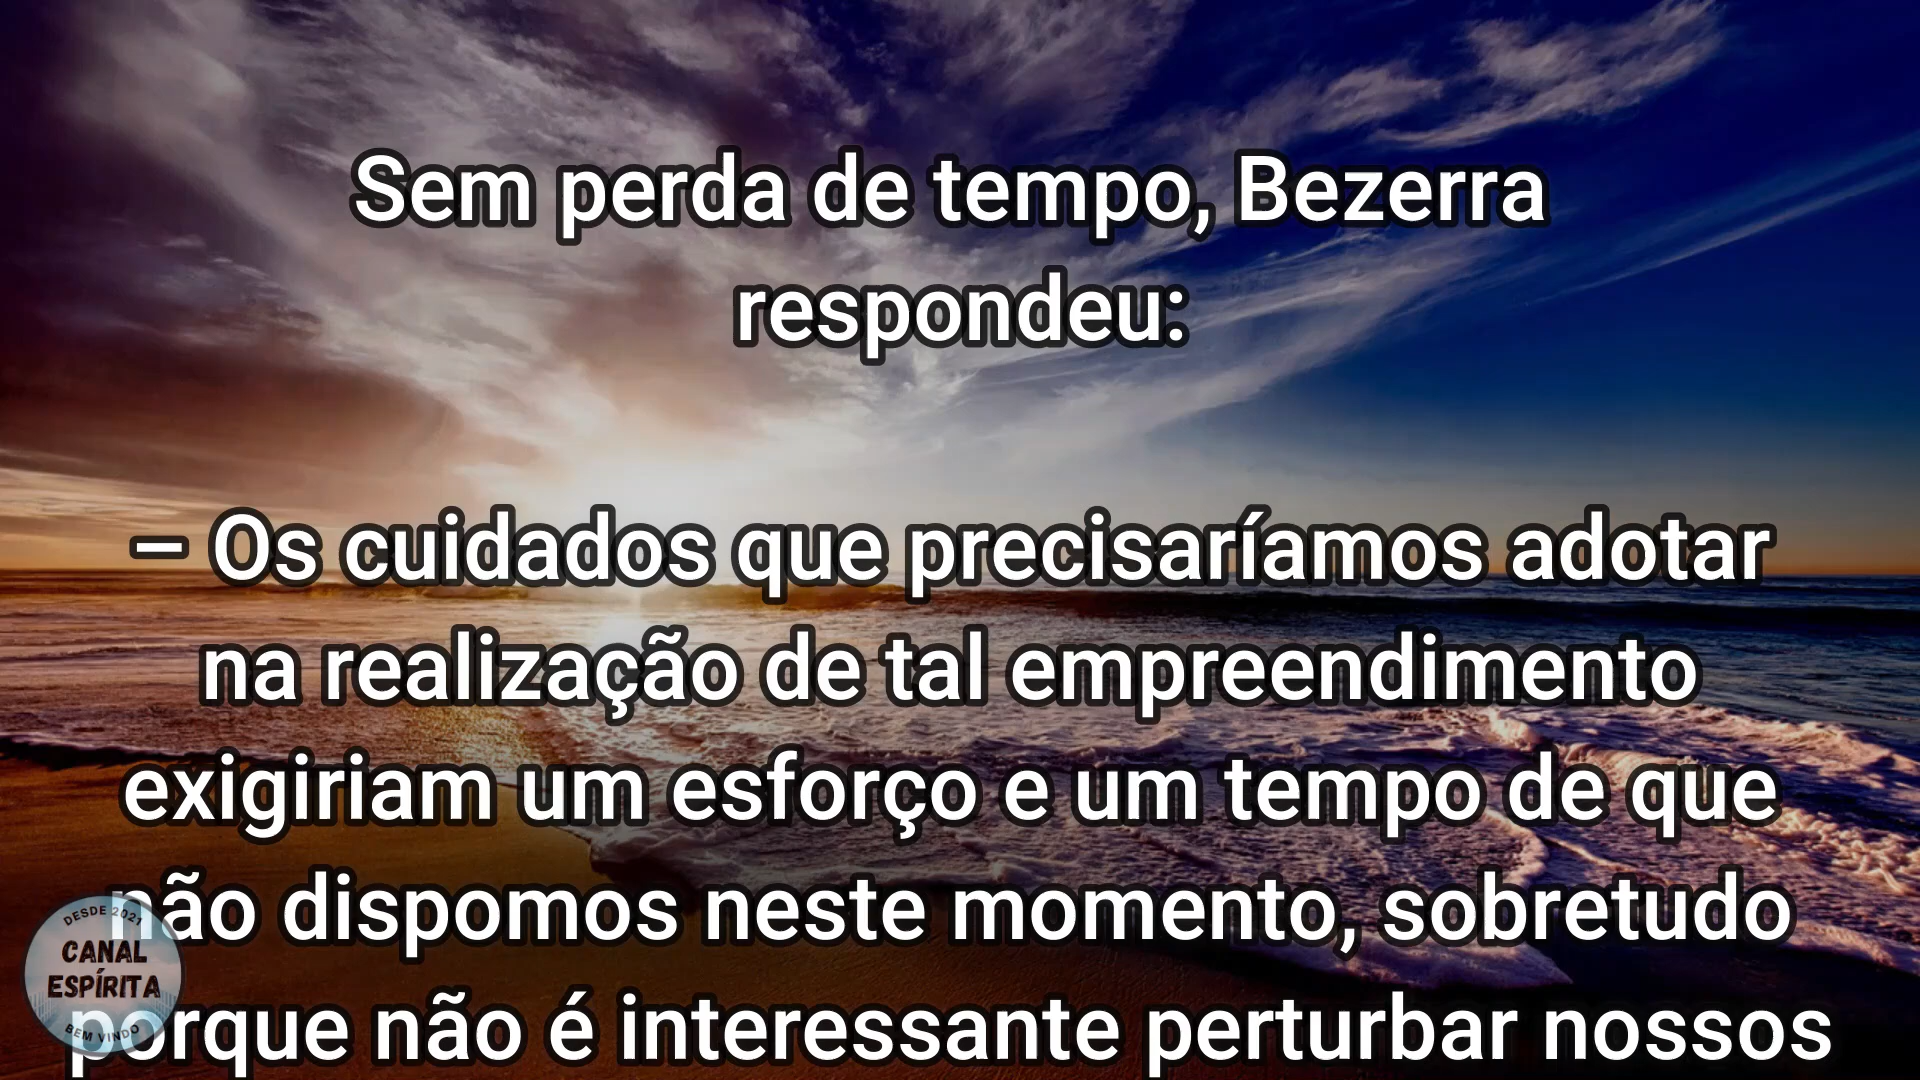 Sem perda de tempo, Bezerra
respondeu:
– Os cuidados que precisaríamos adotar
na realização de tal empreendimento
exigiriam um esforço e um tempo de que
não dispomos neste momento, sobretudo
porque não é interessante perturbar nossos
DESDE 2021
CANAL
ESPÍRITA
BEM VINDO